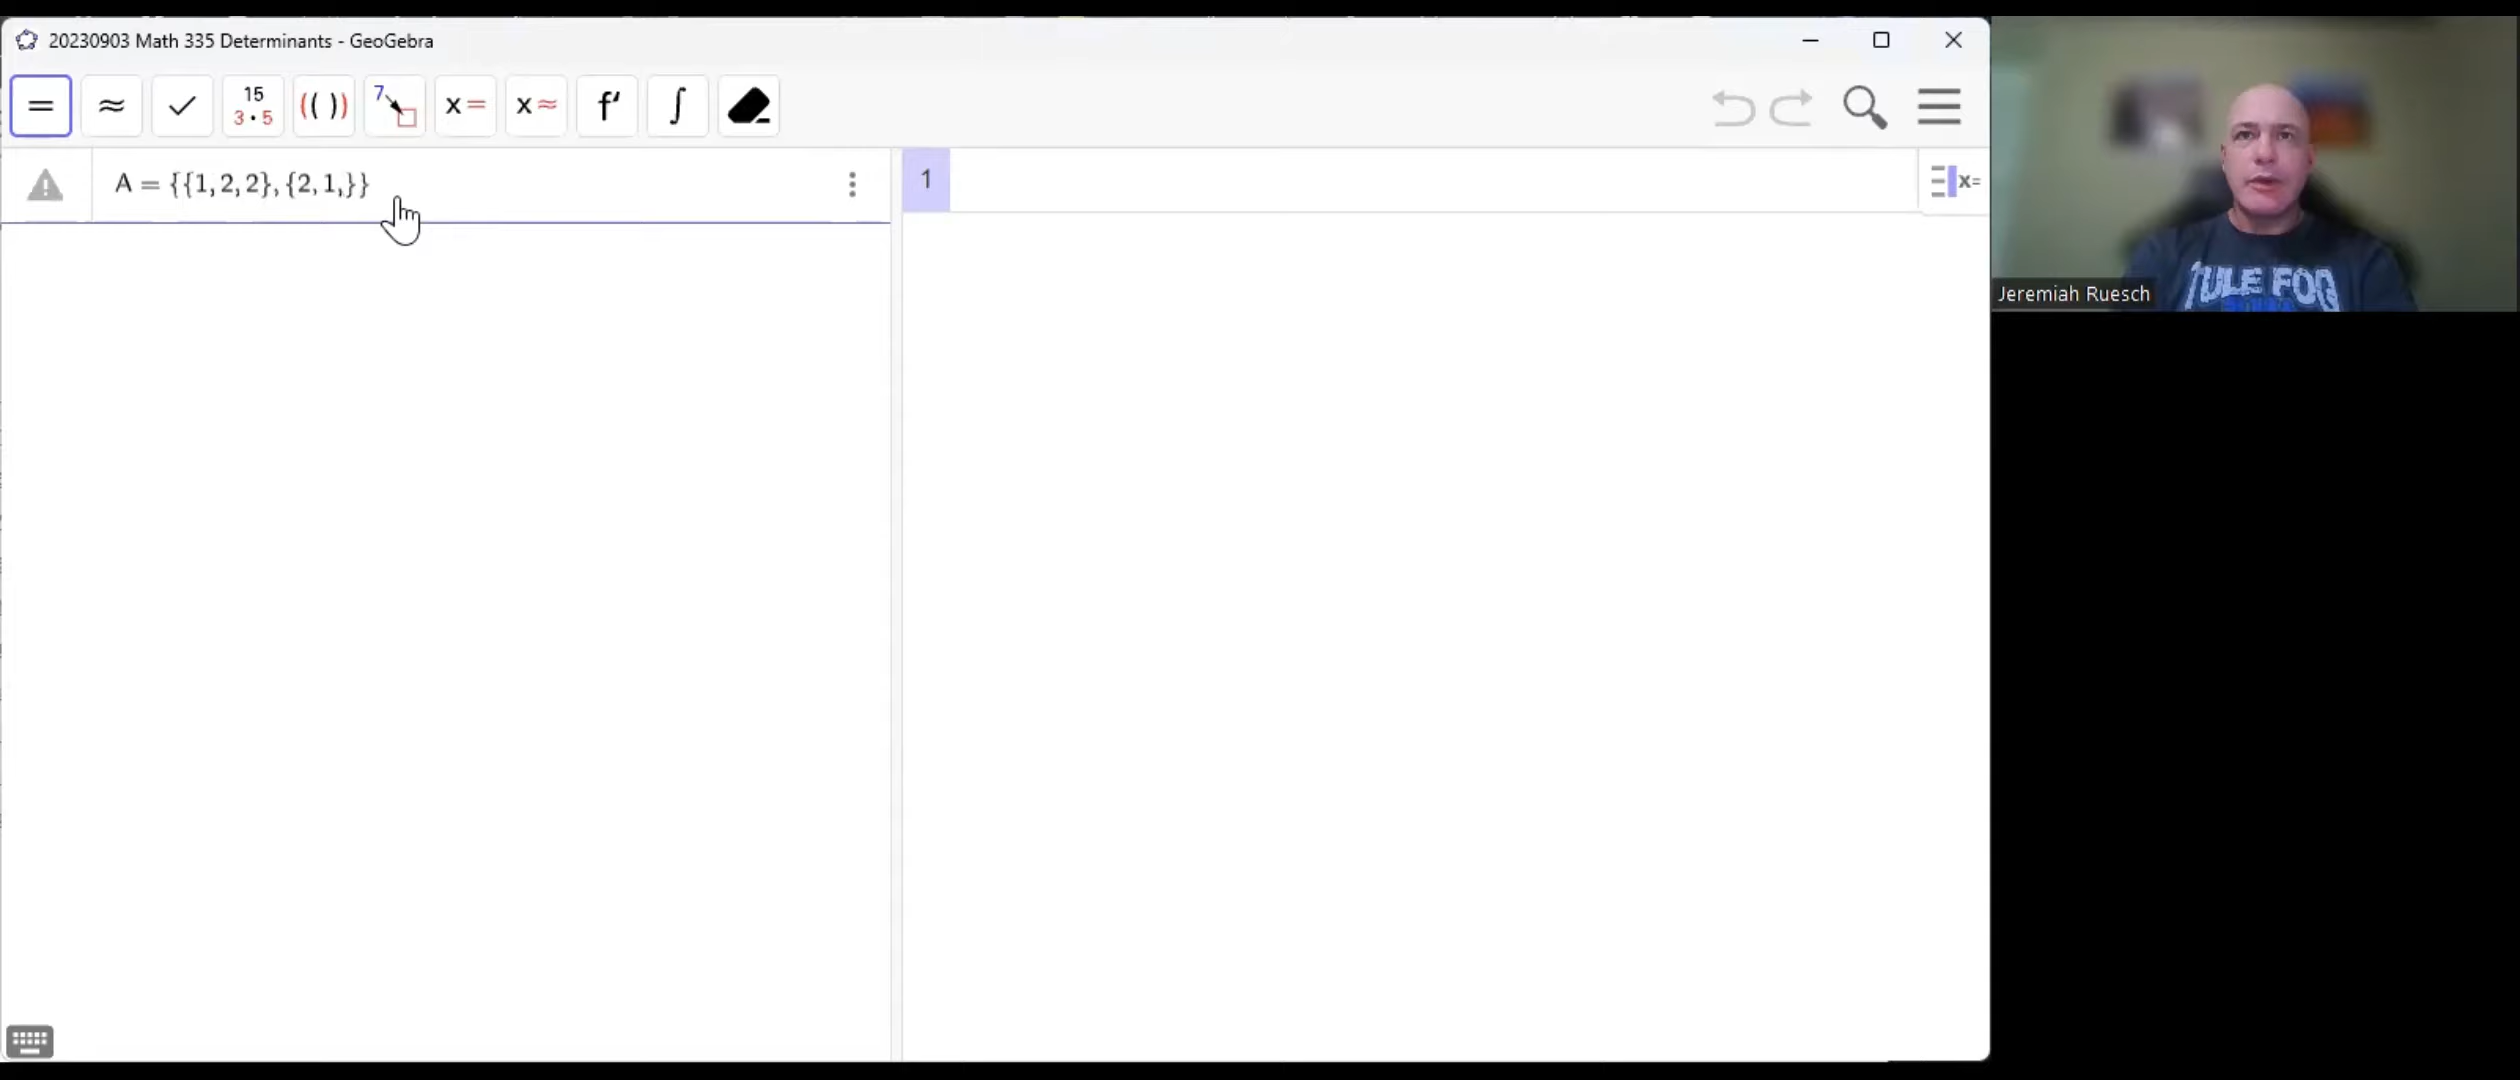 20230903 Math 335 Determinants - GeoGebra
= ≈ ✓ 15 3 · 5 (( )) 7 x = x ≈ f′ ∫
A = {{1, 2, 2}, {2, 1,}}
1
x=
TULE FOG
Jeremiah Ruesch